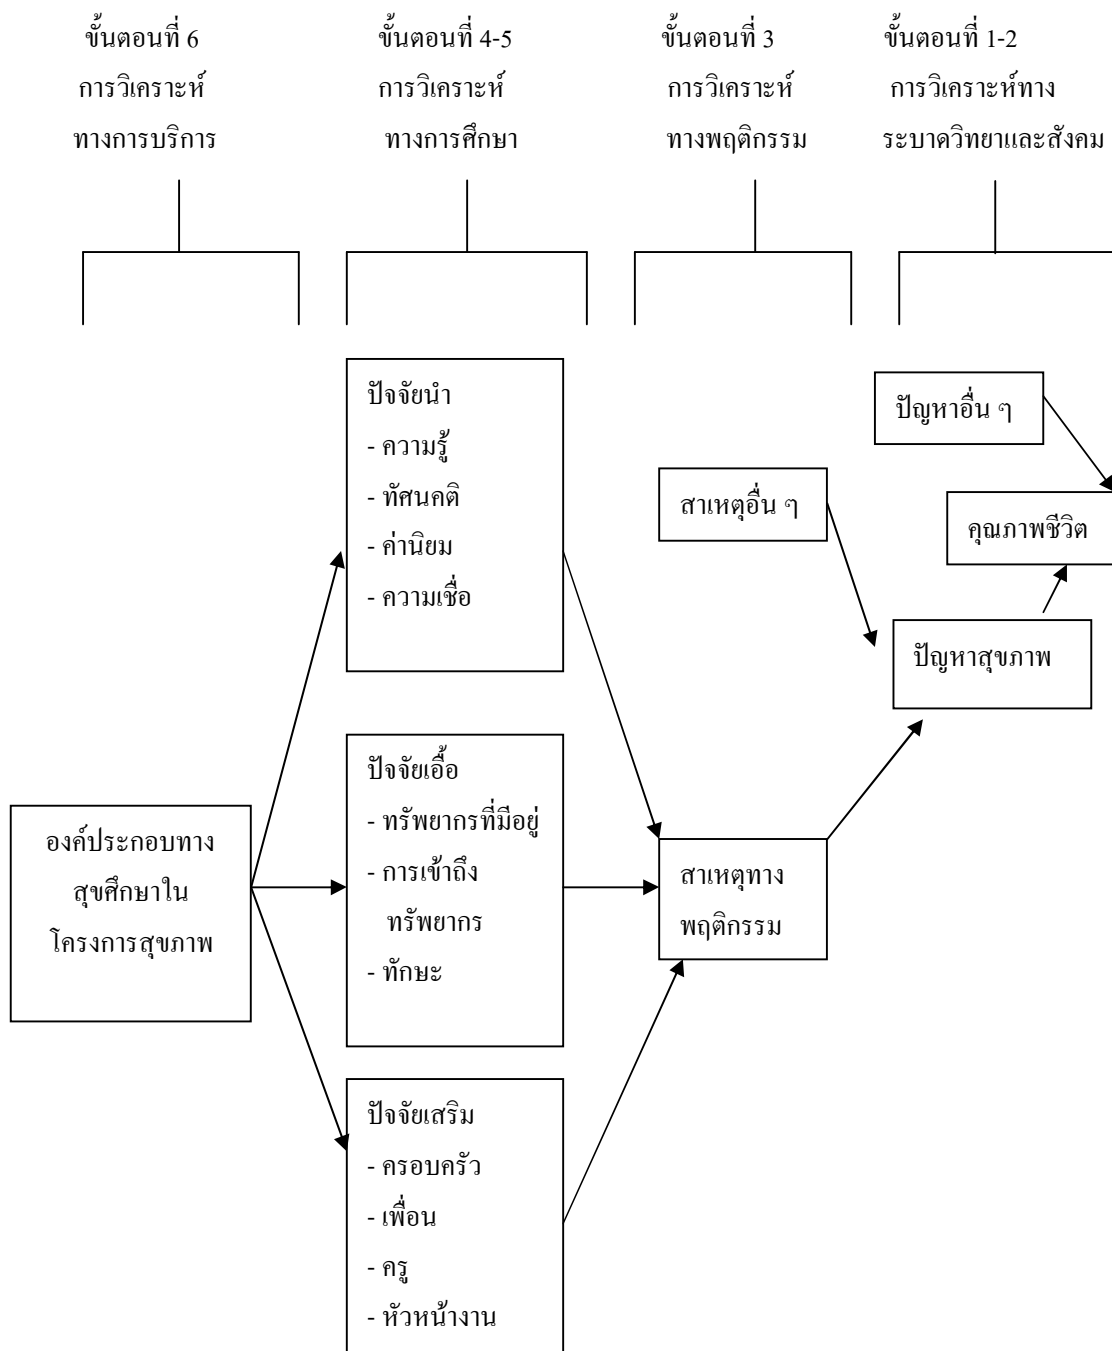 ขั้นตอนที่ 6
การวิเคราะห์
ทางการบริการ
ขั้นตอนที่ 4-5
การวิเคราะห์
ทางการศึกษา
ขั้นตอนที่ 3
การวิเคราะห์
ทางพฤติกรรม
ขั้นตอนที่ 1-2
การวิเคราะห์ทาง
ระบาดวิทยาและสังคม
องค์ประกอบทาง
สุขศึกษาใน
โครงการสุขภาพ
ปัจจัยนำ
- ความรู้
- ทัศนคติ
- ค่านิยม
- ความเชื่อ
ปัจจัยเอื้อ
- ทรัพยากรที่มีอยู่
- การเข้าถึง
ทรัพยากร
- ทักษะ
ปัจจัยเสริม
- ครอบครัว
- เพื่อน
- ครู
- หัวหน้างาน
สาเหตุอื่น ๆ
สาเหตุทาง
พฤติกรรม
ปัญหาอื่น ๆ
คุณภาพชีวิต
ปัญหาสุขภาพ